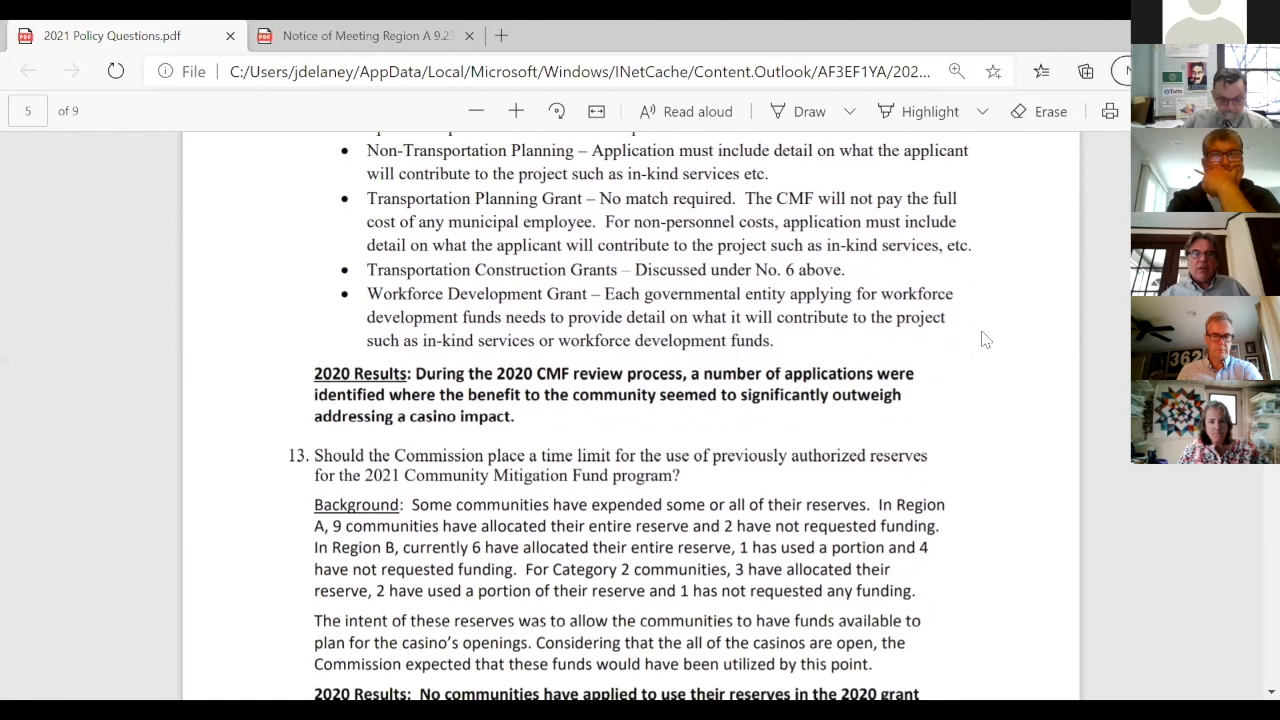 2021 Policy Questions.pdf
Notice of Meeting Region A 9.23
File
C:/Users/jdelaney/AppData/Local/Microsoft/Windows/INetCache/Content.Outlook/AF3EF1YA/202...
5 of 9
Read aloud
Draw
Highlight
Erase
Non-Transportation Planning – Application must include detail on what the applicant
will contribute to the project such as in-kind services etc.
Transportation Planning Grant – No match required. The CMF will not pay the full
cost of any municipal employee. For non-personnel costs, application must include
detail on what the applicant will contribute to the project such as in-kind services, etc.
Transportation Construction Grants – Discussed under No. 6 above.
Workforce Development Grant – Each governmental entity applying for workforce
development funds needs to provide detail on what it will contribute to the project
such as in-kind services or workforce development funds.
2020 Results: During the 2020 CMF review process, a number of applications were
identified where the benefit to the community seemed to significantly outweigh
addressing a casino impact.
13. Should the Commission place a time limit for the use of previously authorized reserves
for the 2021 Community Mitigation Fund program?
Background: Some communities have expended some or all of their reserves. In Region
A, 9 communities have allocated their entire reserve and 2 have not requested funding.
In Region B, currently 6 have allocated their entire reserve, 1 has used a portion and 4
have not requested funding. For Category 2 communities, 3 have allocated their
reserve, 2 have used a portion of their reserve and 1 has not requested any funding.
The intent of these reserves was to allow the communities to have funds available to
plan for the casino's openings. Considering that the all of the casinos are open, the
Commission expected that these funds would have been utilized by this point.
2020 Results: No communities have applied to use their reserves in the 2020 grant
Tufts
362